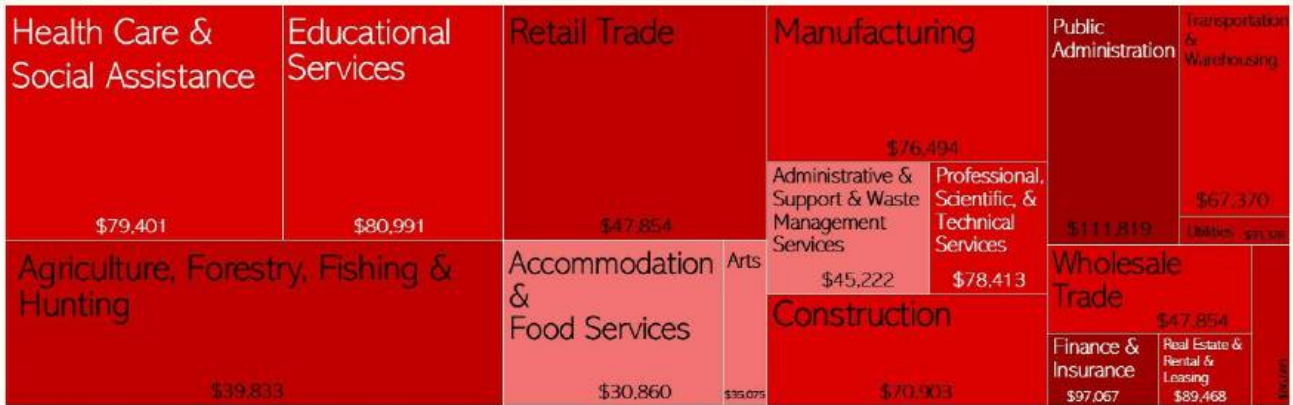 Health Care &
Social Assistance
$79,401
Educational
Services
$80,991
Retail Trade
$47,854
Manufacturing
$76,494
Public
Administration
$111,819
Transportation
&
Warehousing
$67,370
Utilities
Administrative &
Support & Waste
Management
Services
$45,222
Professional,
Scientific, &
Technical
Services
$78,413
Agriculture, Forestry, Fishing &
Hunting
$39,833
Accommodation
&
Food Services
$30,860
Arts
$35,075
Construction
$70,903
Wholesale
Trade
$47,854
Finance &
Insurance
$97,067
Real Estate &
Rental &
Leasing
$89,468